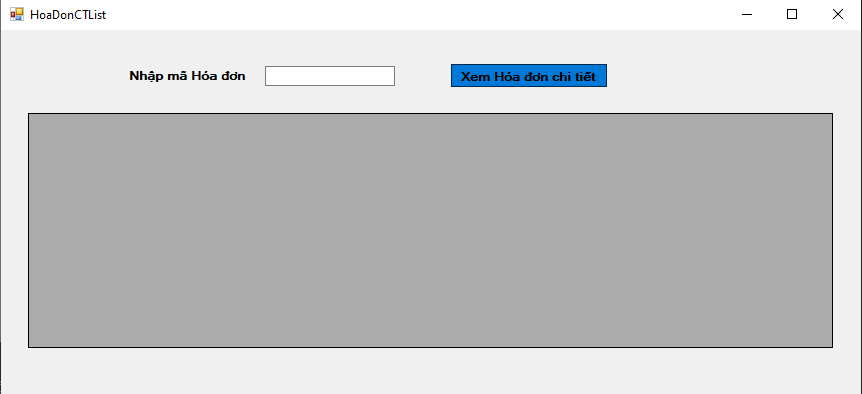 HoaDonCTList
Nhập mã Hóa đơn
Xem Hóa đơn chi tiết